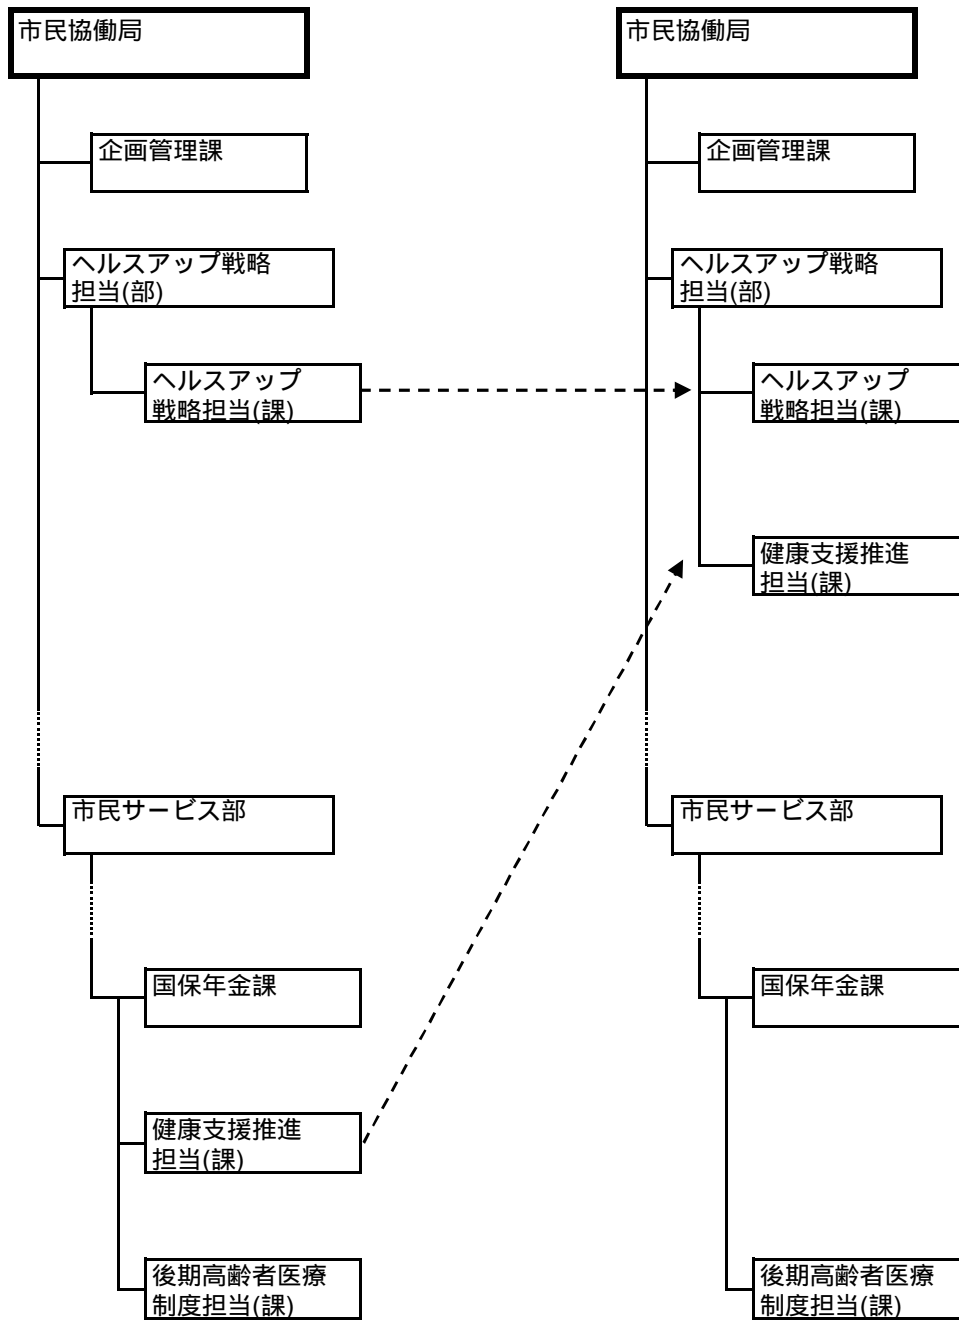 市民協働局
企画管理課
ヘルスアップ戦略
担当(部)
ヘルスアップ
戦略担当(課)
市民サービス部
国保年金課
健康支援推進
担当(課)
後期高齢者医療
制度担当(課)
市民協働局
企画管理課
ヘルスアップ戦略
担当(部)
ヘルスアップ
戦略担当(課)
健康支援推進
担当(課)
市民サービス部
国保年金課
後期高齢者医療
制度担当(課)